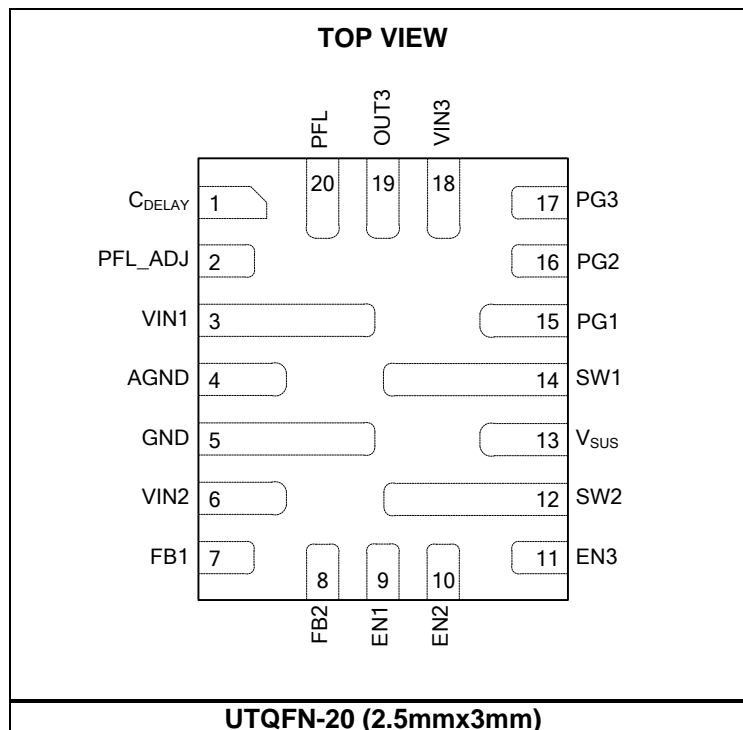 TOP VIEW
PFL
OUT3
VIN3
20
19
18
CDELAY
1
17
PG3
PFL_ADJ
2
16
PG2
VIN1
3
15
PG1
AGND
4
14
SW1
GND
5
13
VSUS
VIN2
6
12
SW2
FB1
7
11
EN3
8
9
10
FB2
EN1
EN2
UTQFN-20 (2.5mmx3mm)